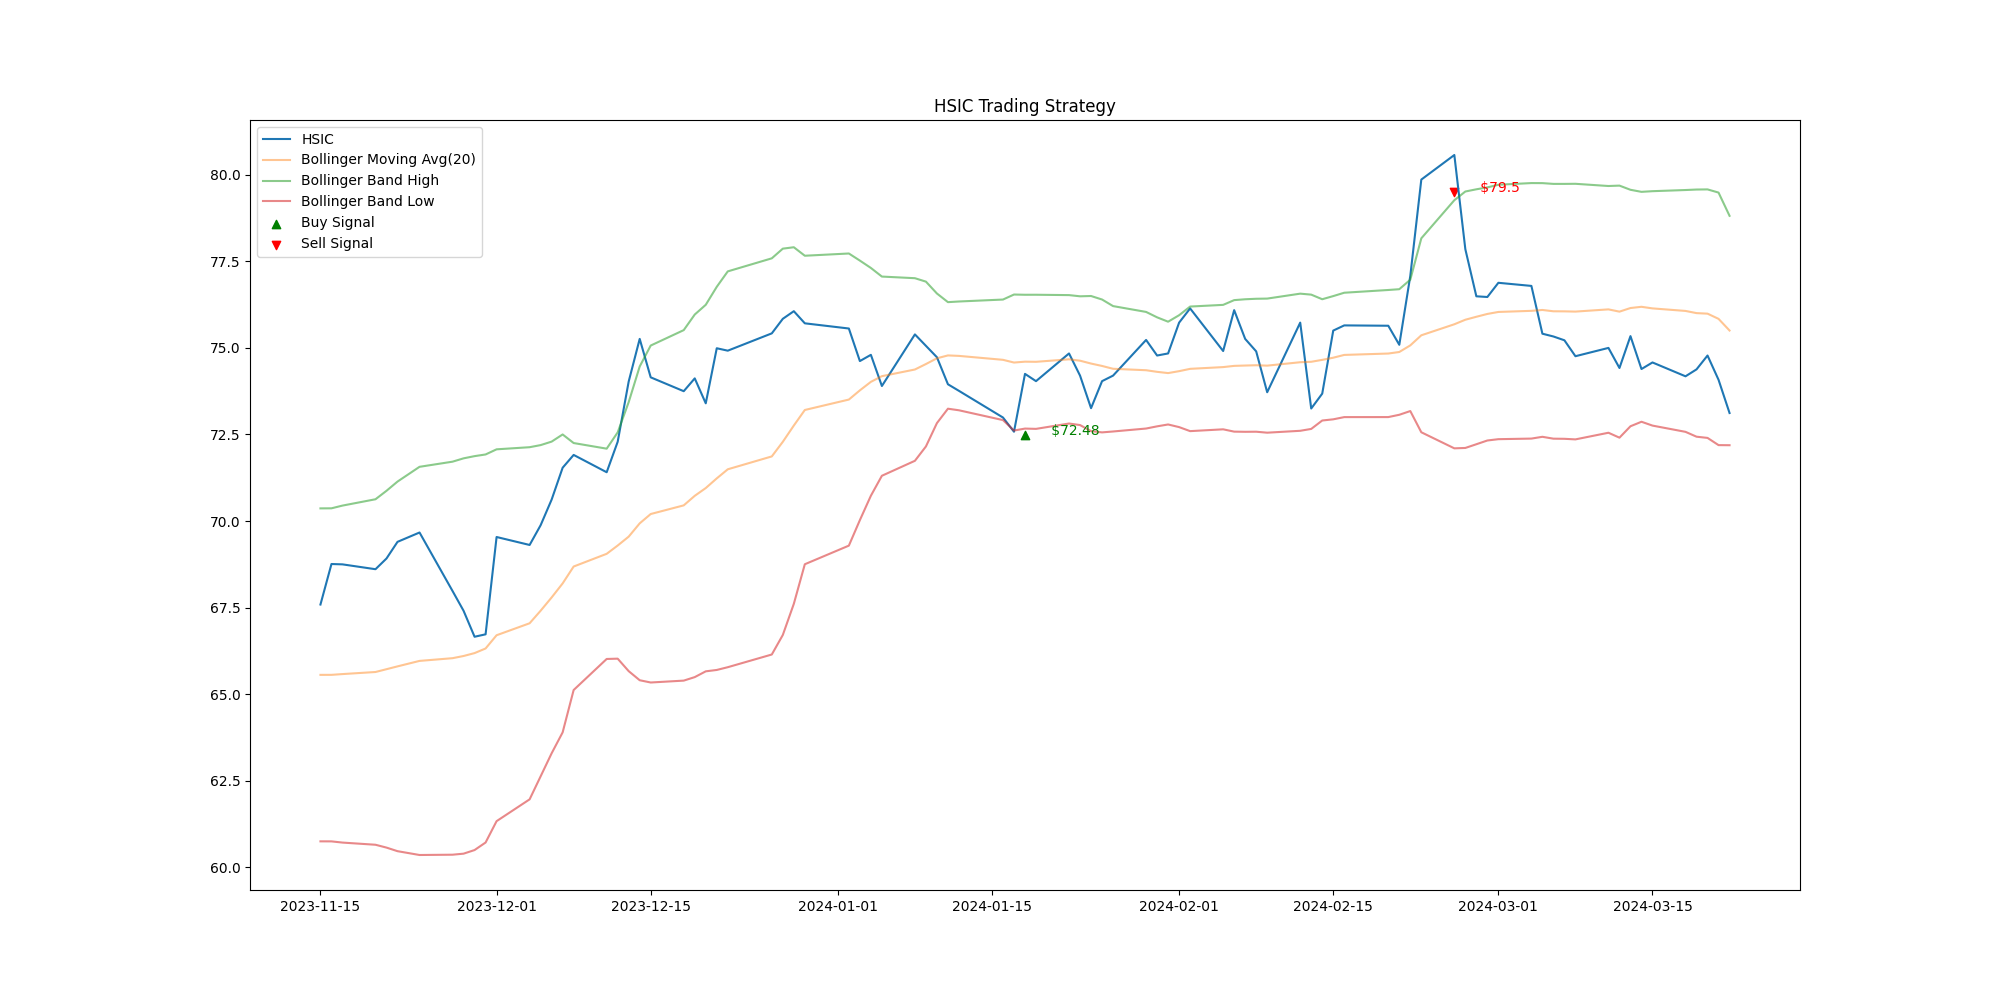 HSIC Trading Strategy
HSIC
Bollinger Moving Avg(20)
Bollinger Band High
Bollinger Band Low
Buy Signal
Sell Signal
80.0
77.5
75.0
72.5
70.0
67.5
65.0
62.5
60.0
$79.5
$72.48
2023-11-15
2023-12-01
2023-12-15
2024-01-01
2024-01-15
2024-02-01
2024-02-15
2024-03-01
2024-03-15